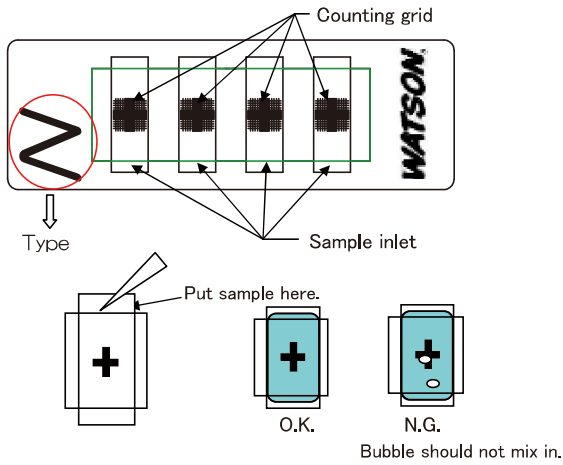 Counting grid
WATSON
N
Type
Sample inlet
Put sample here.
O.K.
N.G.
Bubble should not mix in.